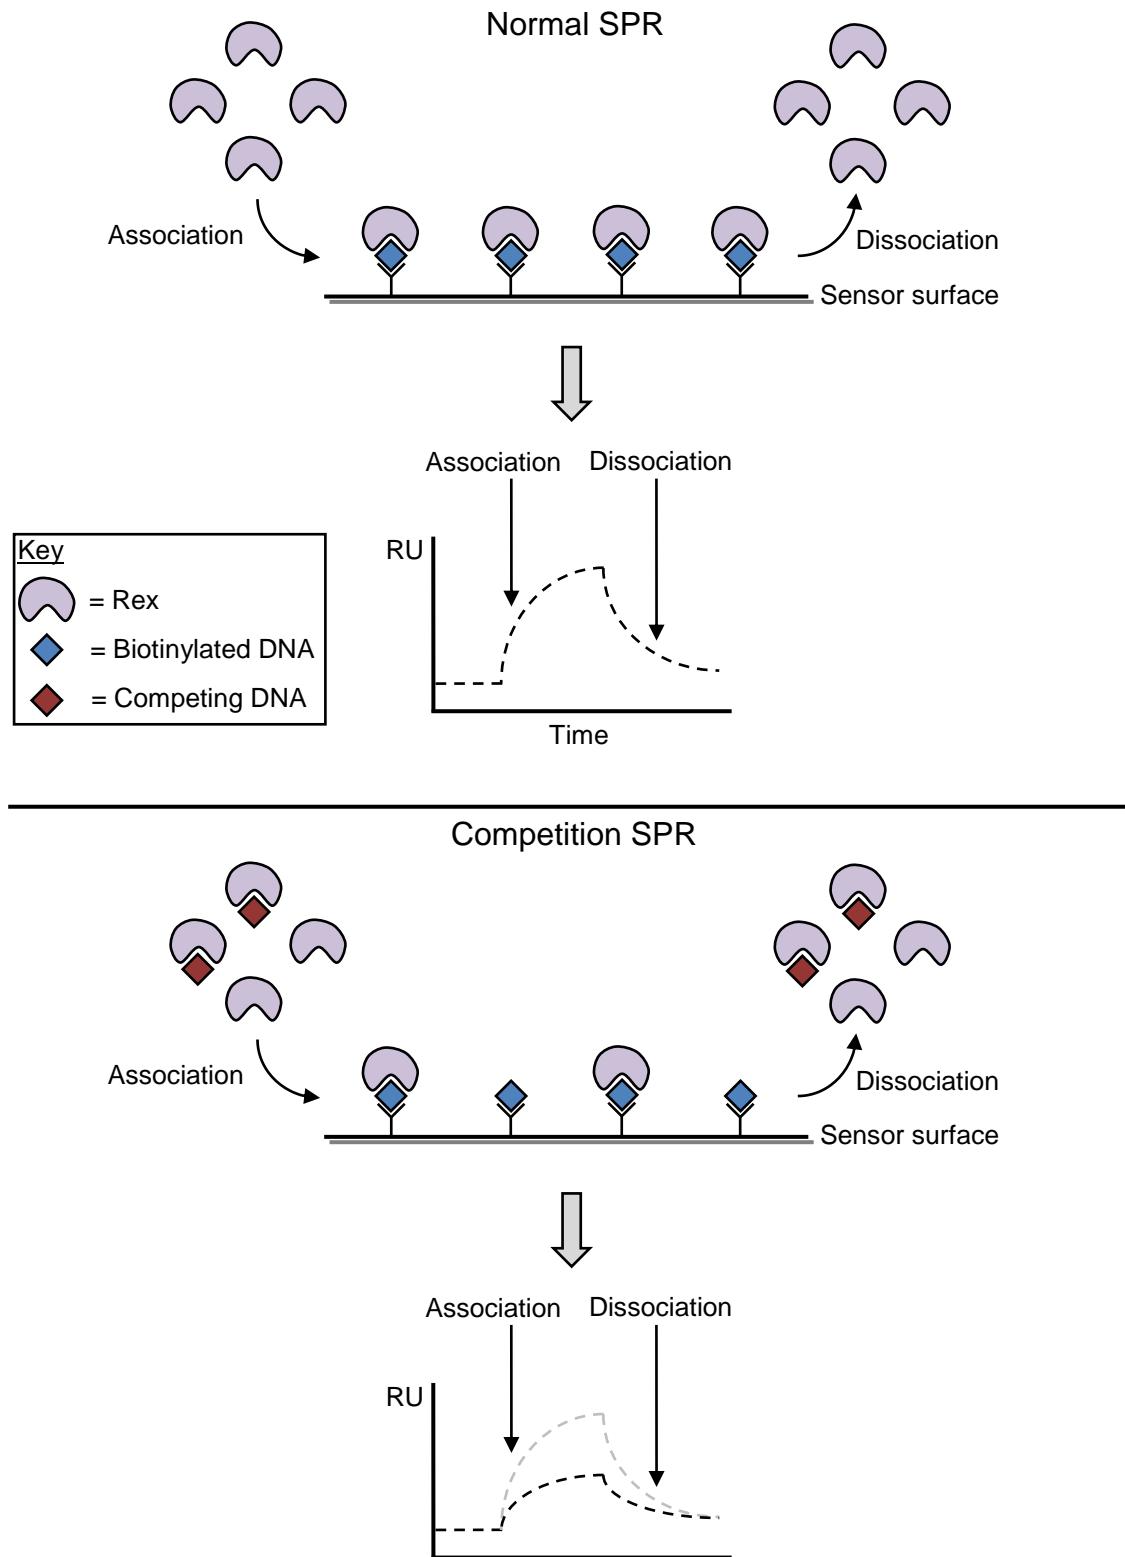 Normal SPR
Association
Dissociation
Sensor surface
Association
Dissociation
RU
Time
Key
= Rex
= Biotinylated DNA
= Competing DNA
Competition SPR
Association
Dissociation
Sensor surface
Association
Dissociation
RU